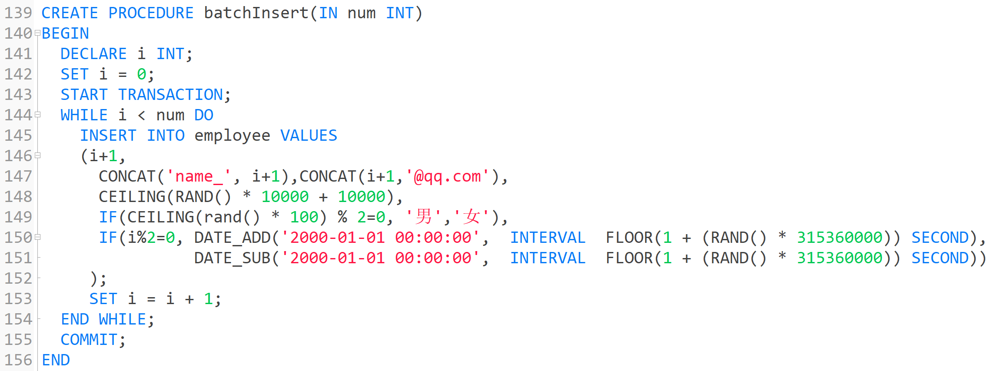 139 CREATE PROCEDURE batchInsert(IN num INT)
140 BEGIN
141   DECLARE i INT;
142   SET i = 0;
143   START TRANSACTION;
144   WHILE i < num DO
145     INSERT INTO employee VALUES
146     (i+1,
147       CONCAT('name_', i+1),CONCAT(i+1,'@qq.com'),
148       CEILING(RAND() * 10000 + 10000),
149       IF(CEILING(rand() * 100) % 2=0, '男','女'),
150       IF(i%2=0, DATE_ADD('2000-01-01 00:00:00',  INTERVAL  FLOOR(1 + (RAND() * 315360000)) SECOND),
151                 DATE_SUB('2000-01-01 00:00:00',  INTERVAL  FLOOR(1 + (RAND() * 315360000)) SECOND))
152      );
153      SET i = i + 1;
154   END WHILE;
155   COMMIT;
156 END